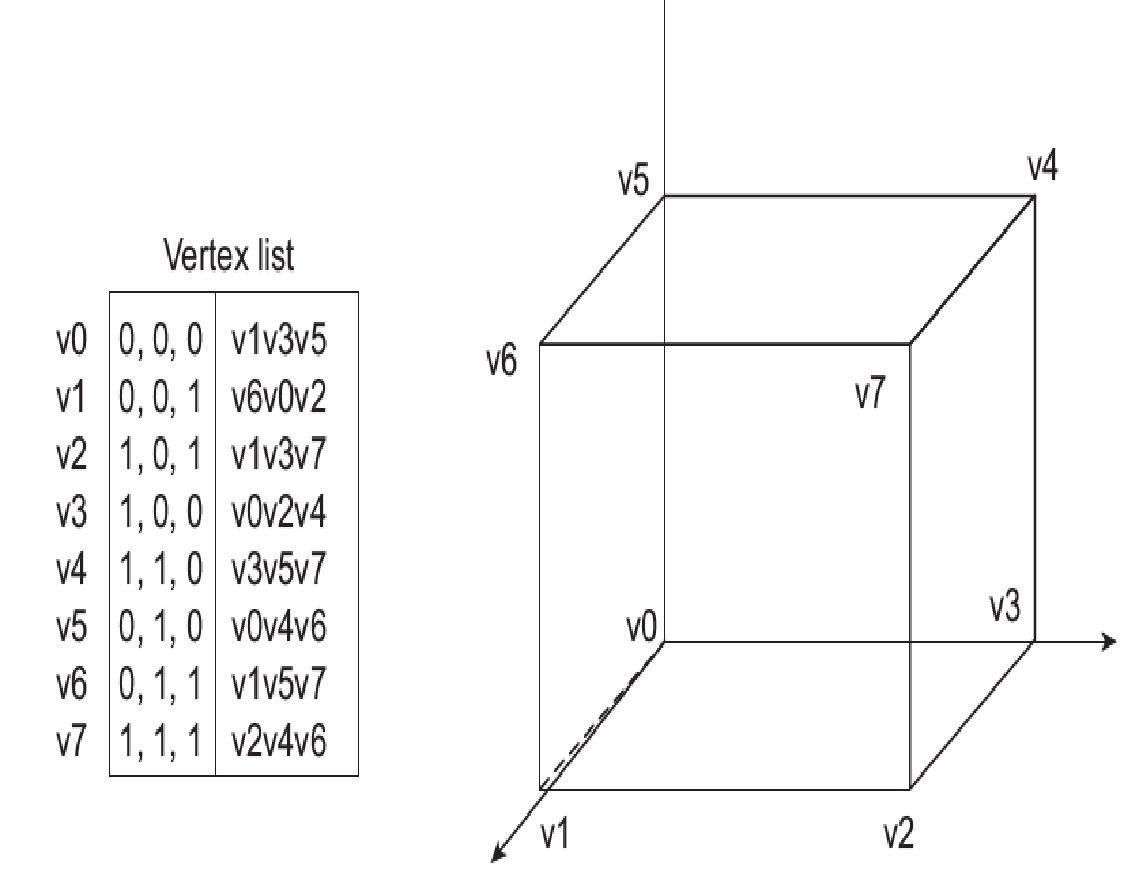 Vertex list
v0 0, 0, 0 v1v3v5
v1 0, 0, 1 v6v0v2
v2 1, 0, 1 v1v3v7
v3 1, 0, 0 v0v2v4
v4 1, 1, 0 v3v5v7
v5 0, 1, 0 v0v4v6
v6 0, 1, 1 v1v5v7
v7 1, 1, 1 v2v4v6
v5
v4
v6
v7
v0
v3
v1
v2